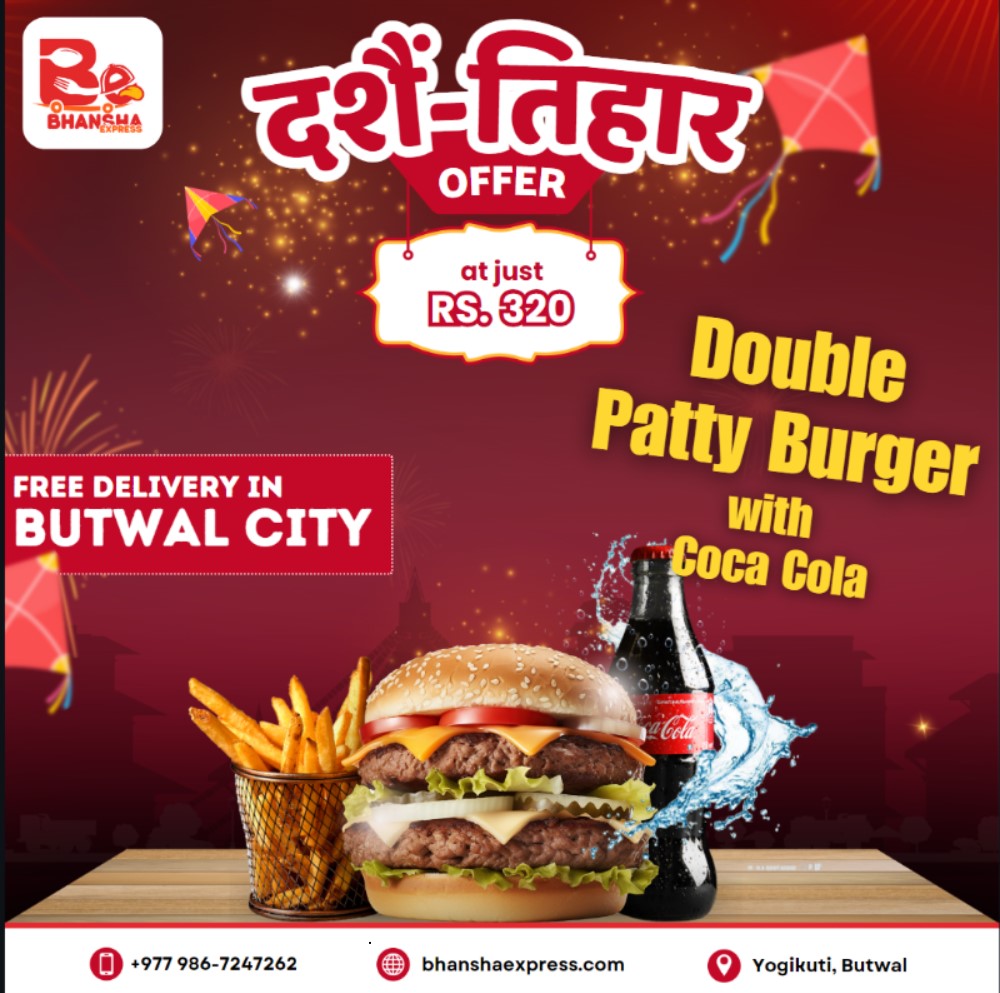 Be
BHANSHA
EXPRESS
दशैं-तिहार
OFFER
at just
RS. 320
Double
Patty Burger
with
Coca Cola
FREE DELIVERY IN
BUTWAL CITY
+977 986-7247262
bhanshaexpress.com
Yogikuti, Butwal